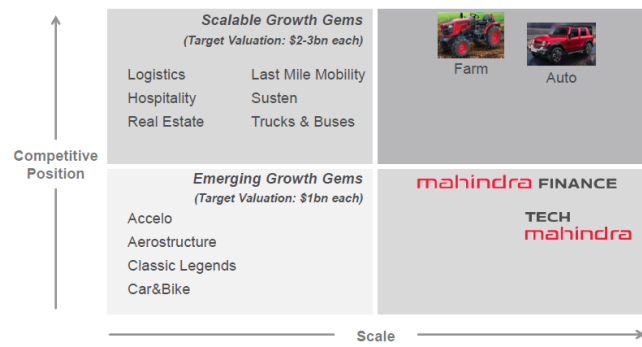 Scalable Growth Gems
(Target Valuation: $2-3bn each)
Logistics Last Mile Mobility
Hospitality Susten
Real Estate Trucks & Buses
Farm
Auto
Competitive
Position
Emerging Growth Gems
(Target Valuation: $1bn each)
Accelo
Aerostructure
Classic Legends
Car&Bike
mahindra FINANCE
TECH
mahindra
Scale